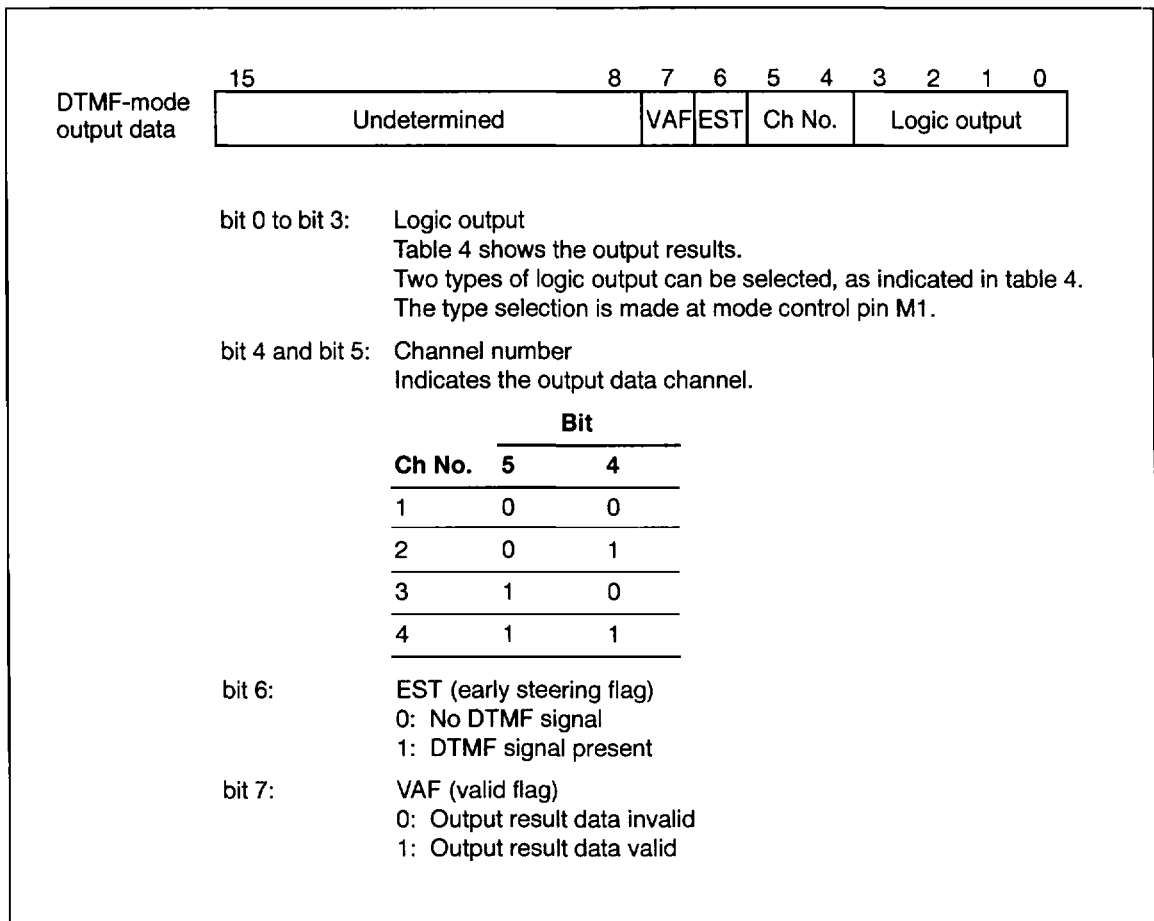 15 8 7 6 5 4 3 2 1 0
DTMF-mode
output data
Undetermined VAF EST Ch No. Logic output
bit 0 to bit 3: Logic output
Table 4 shows the output results.
Two types of logic output can be selected, as indicated in table 4.
The type selection is made at mode control pin M1.
bit 4 and bit 5: Channel number
Indicates the output data channel.
Bit
Ch No. 5 4
1 0 0
2 0 1
3 1 0
4 1 1
bit 6: EST (early steering flag)
0: No DTMF signal
1: DTMF signal present
bit 7: VAF (valid flag)
0: Output result data invalid
1: Output result data valid